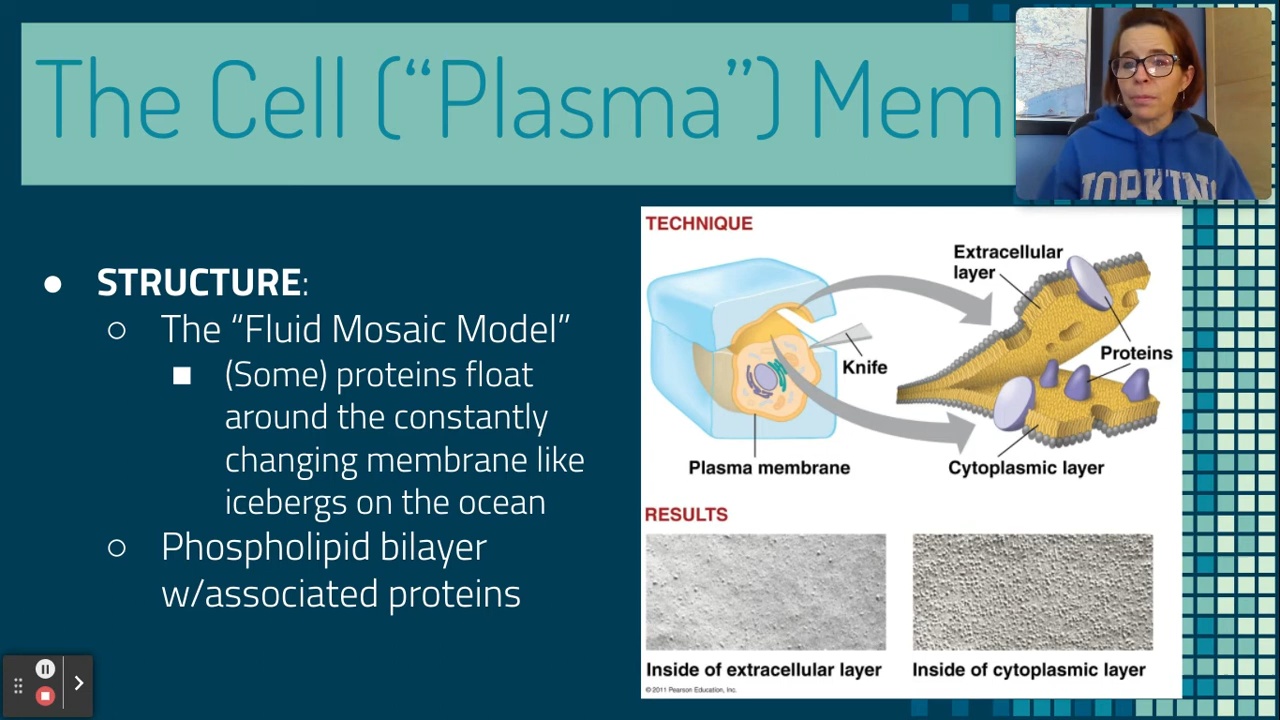 The Cell (“Plasma”) Mem
● STRUCTURE:
○ The “Fluid Mosaic Model”
■ (Some) proteins float
around the constantly
changing membrane like
icebergs on the ocean
○ Phospholipid bilayer
w/associated proteins
TECHNIQUE
Extracellular
layer
Proteins
Knife
Plasma membrane
Cytoplasmic layer
RESULTS
Inside of extracellular layer
Inside of cytoplasmic layer
© 2011 Pearson Education, Inc.